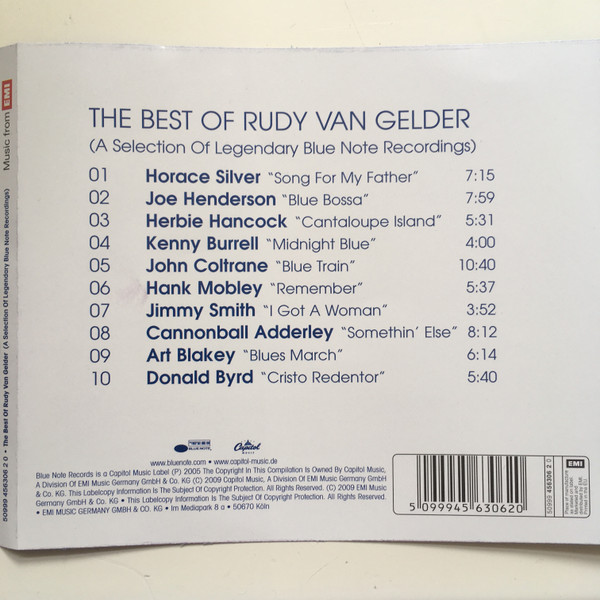 THE BEST OF RUDY VAN GELDER
(A Selection Of Legendary Blue Note Recordings)
01 Horace Silver “Song For My Father” 7:15
02 Joe Henderson “Blue Bossa” 7:59
03 Herbie Hancock “Cantaloupe Island” 5:31
04 Kenny Burrell “Midnight Blue” 4:00
05 John Coltrane “Blue Train” 10:40
06 Hank Mobley “Remember” 5:37
07 Jimmy Smith “I Got A Woman” 3:52
08 Cannonball Adderley “Somethin’ Else” 8:12
09 Art Blakey “Blues March” 6:14
10 Donald Byrd “Cristo Redentor” 5:40
BLUE NOTE Capitol
www.bluenote.com • www.capitol-music.de
Blue Note Records is a Capitol Music Label (P) 2005 The Copyright In This Compilation Is Owned By Capitol Music,
A Division Of EMI Music Germany GmbH & Co. KG. (C) 2009 Capitol Music, A Division Of EMI Music Germany GmbH
& Co. KG. This Labelcopy Information Is The Subject Of Copyright Protection. All Rights Reserved. (C) 2009 EMI Music
Germany GmbH & Co. KG. • This Labelcopy Information Is The Subject Of Copyright Protection. All Rights Reserved.
• EMI MUSIC GERMANY GMBH & CO. KG • Im Mediapark 8 a • 50670 Köln
5 099945 630620
50999 456306 2 0
EMI
Music from EMI
50999 456306 2 0 • The Best Of Rudy Van Gelder (A Selection Of Legendary Blue Note Recordings)